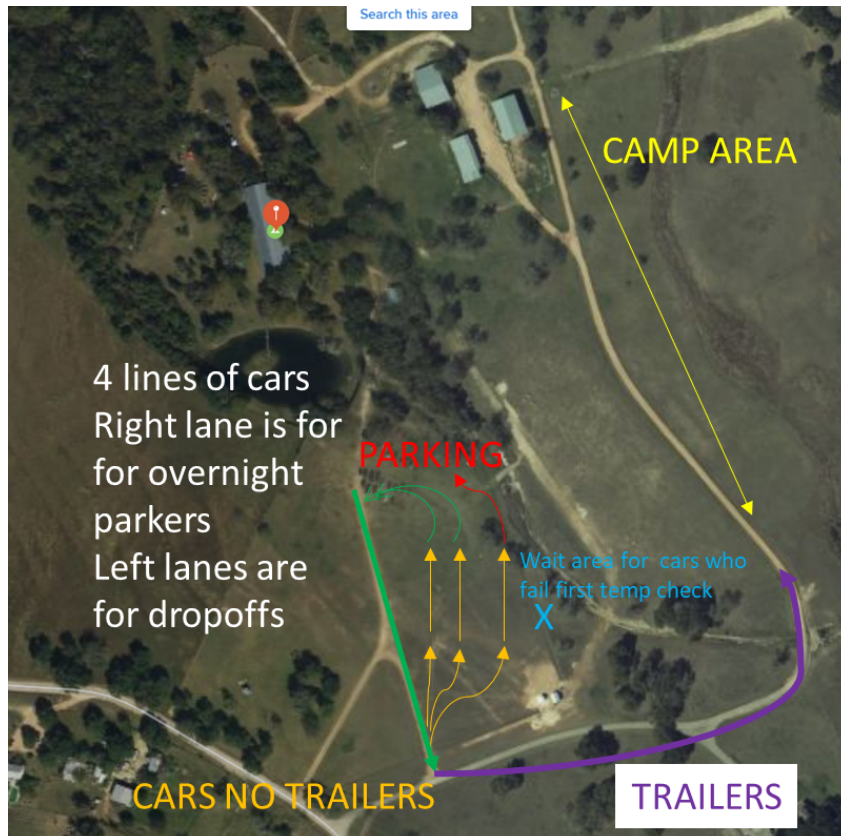 Search this area
CAMP AREA
4 lines of cars
Right lane is for
for overnight
parkers
Left lanes are
for dropoffs
PARKING
Wait area for cars who
fail first temp check
X
CARS NO TRAILERS
TRAILERS